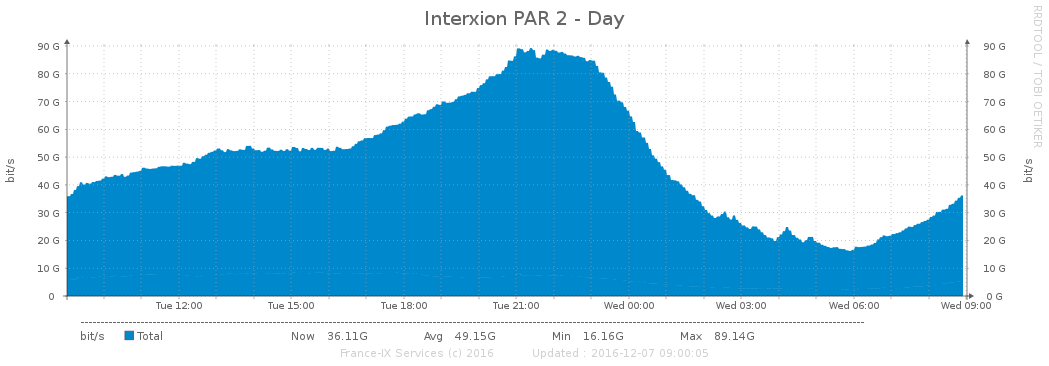 Interxion PAR 2 - Day
RRDTOOL / TOBI OETIKER
bit/s
90 G 90 G
80 G 80 G
70 G 70 G
60 G 60 G
50 G 50 G
40 G 40 G
30 G 30 G
20 G 20 G
10 G 10 G
0 0 G
bit/s
Tue 12:00 Tue 15:00 Tue 18:00 Tue 21:00 Wed 00:00 Wed 03:00 Wed 06:00 Wed 09:00
bit/s Total Now 36.11G Avg 49.15G Min 16.16G Max 89.14G
France-IX Services (c) 2016 Updated : 2016-12-07 09:00:05